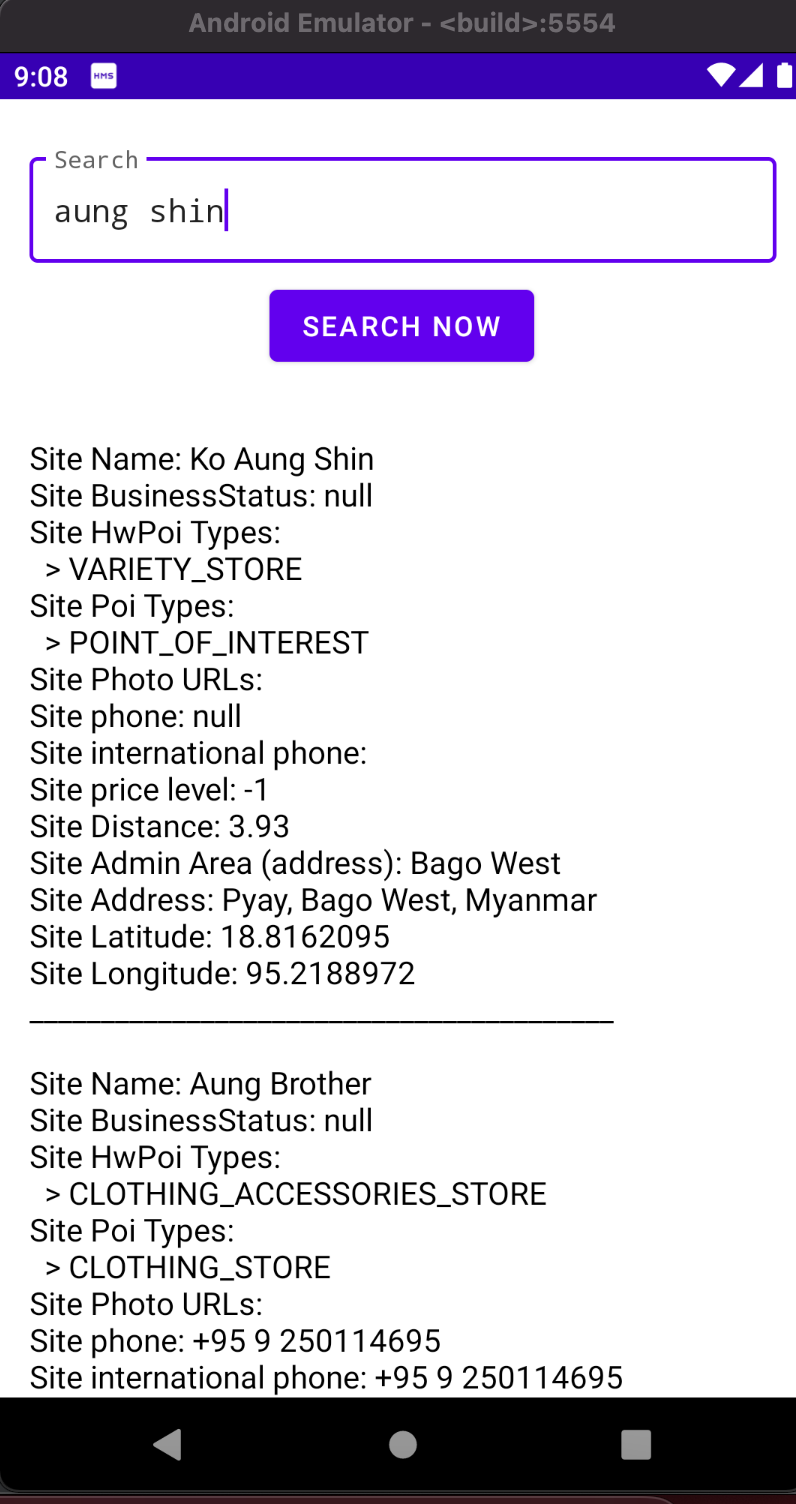 Android Emulator - <build>:5554
9:08 HMS
Search
aung shin
SEARCH NOW
Site Name: Ko Aung Shin
Site BusinessStatus: null
Site HwPoi Types:
> VARIETY_STORE
Site Poi Types:
> POINT_OF_INTEREST
Site Photo URLs:
Site phone: null
Site international phone:
Site price level: -1
Site Distance: 3.93
Site Admin Area (address): Bago West
Site Address: Pyay, Bago West, Myanmar
Site Latitude: 18.8162095
Site Longitude: 95.2188972
_________________________________________
Site Name: Aung Brother
Site BusinessStatus: null
Site HwPoi Types:
> CLOTHING_ACCESSORIES_STORE
Site Poi Types:
> CLOTHING_STORE
Site Photo URLs:
Site phone: +95 9 250114695
Site international phone: +95 9 250114695